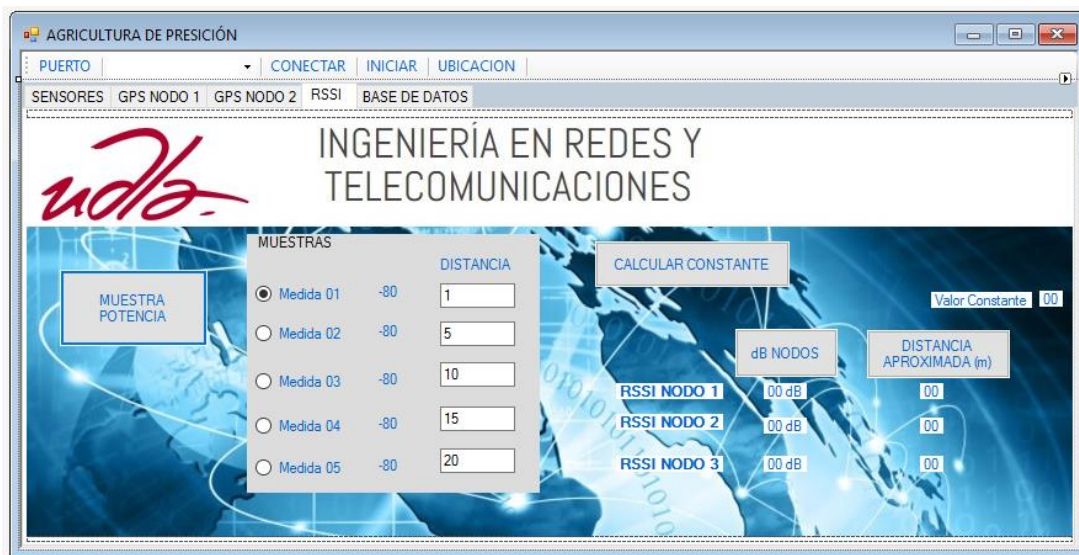 AGRICULTURA DE PRESICIÓN
PUERTO CONECTAR INICIAR UBICACION
SENSORES GPS NODO 1 GPS NODO 2 RSSI BASE DE DATOS
udla-
INGENIERÍA EN REDES Y
TELECOMUNICACIONES
MUESTRA
POTENCIA
MUESTRAS
DISTANCIA
Medida 01 -80 1
Medida 02 -80 5
Medida 03 -80 10
Medida 04 -80 15
Medida 05 -80 20
CALCULAR CONSTANTE
Valor Constante 00
dB NODOS
DISTANCIA
APROXIMADA (m)
RSSI NODO 1 00 dB 00
RSSI NODO 2 00 dB 00
RSSI NODO 3 00 dB 00